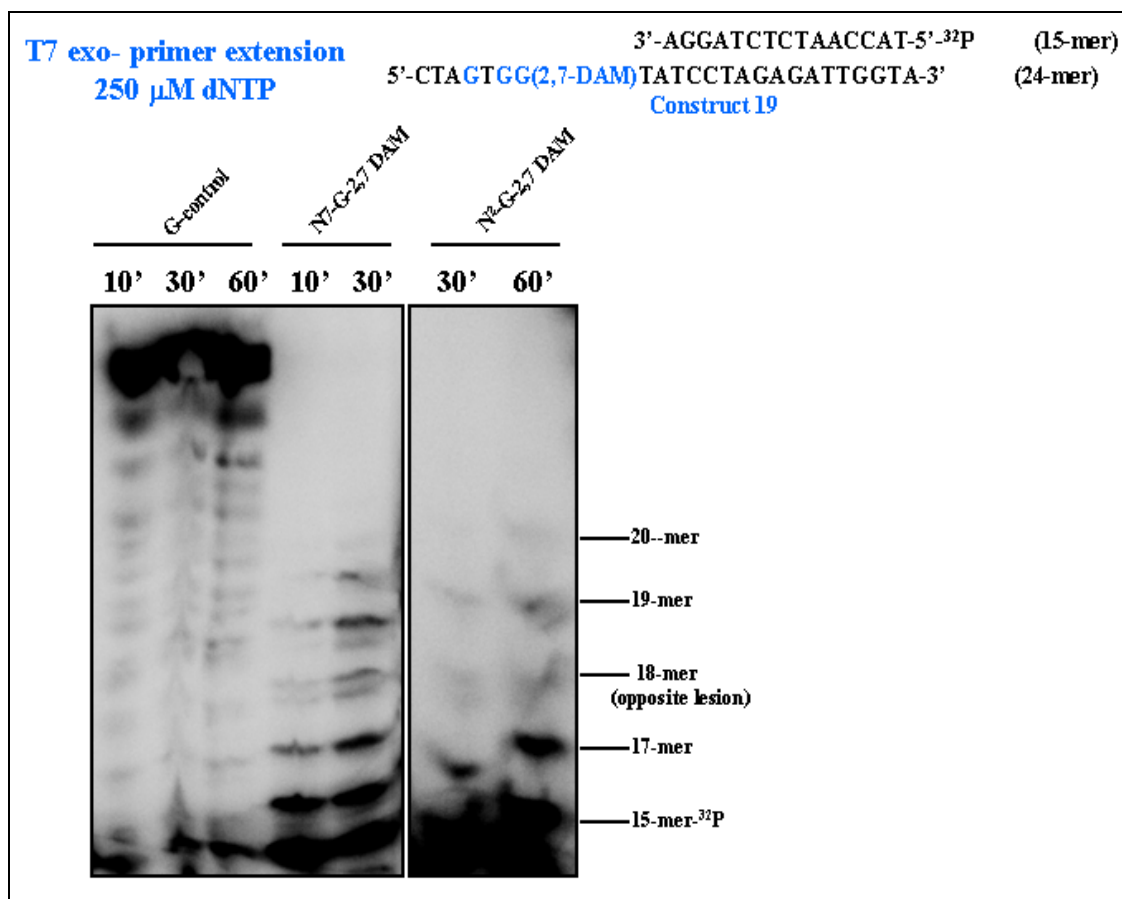 T7 exo- primer extension
250 μM dNTP
3’-AGGATCTCTAACCAT-5’-³²P (15-mer)
5’-CTAGTGG(2,7-DAM)TATCCTAGAGATTGGTA-3’ (24-mer)
Construct 19
G-control
N7-G-2,7 DAM
N²-G-2,7 DAM
10’ 30’ 60’ 10’ 30’ 30’ 60’
20--mer
19-mer
18-mer
(opposite lesion)
17-mer
15-mer-³²P